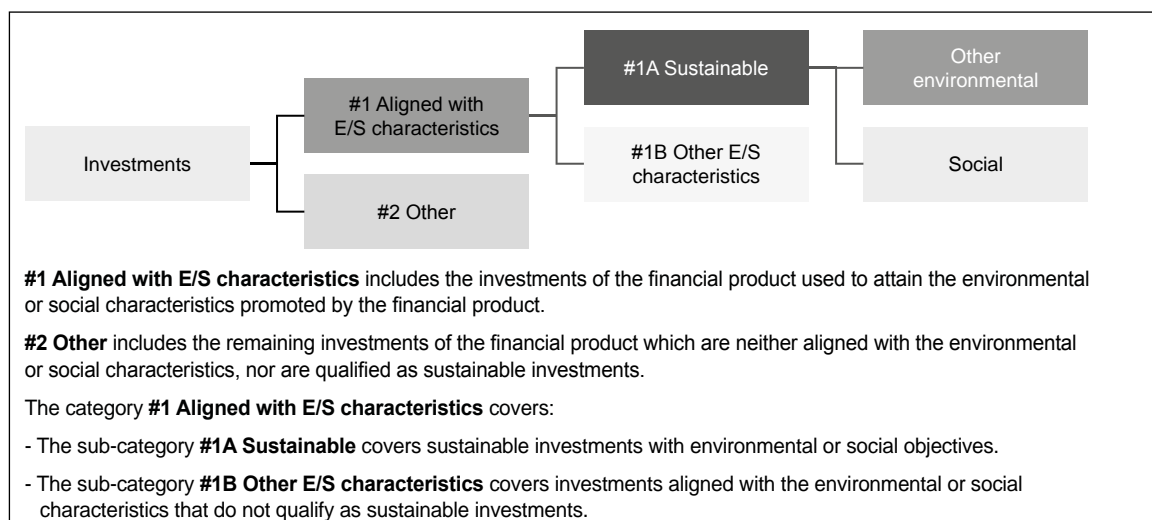 #1A Sustainable
Other
environmental
#1 Aligned with
E/S characteristics
Investments
#1B Other E/S
characteristics
Social
#2 Other
#1 Aligned with E/S characteristics includes the investments of the financial product used to attain the environmental
or social characteristics promoted by the financial product.
#2 Other includes the remaining investments of the financial product which are neither aligned with the environmental
or social characteristics, nor are qualified as sustainable investments.
The category #1 Aligned with E/S characteristics covers:
- The sub-category #1A Sustainable covers sustainable investments with environmental or social objectives.
- The sub-category #1B Other E/S characteristics covers investments aligned with the environmental or social
characteristics that do not qualify as sustainable investments.